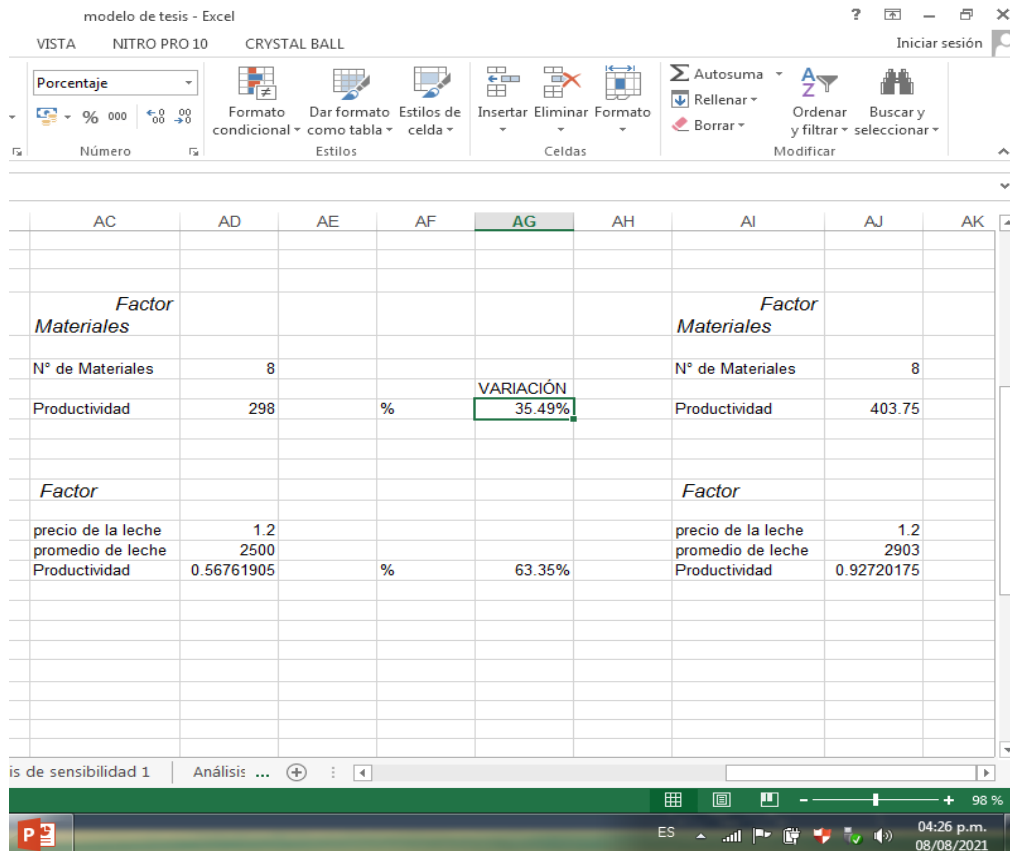 modelo de tesis - Excel
?
VISTA NITRO PRO 10 CRYSTAL BALL Iniciar sesión
Porcentaje
% 000
Formato condicional
Dar formato como tabla
Estilos de celda
Insertar Eliminar Formato
Autosuma
Rellenar
Borrar
Ordenar y filtrar
Buscar y seleccionar
Número Estilos Celdas Modificar
AC AD AE AF AG AH AI AJ AK
Factor Factor
Materiales Materiales
N° de Materiales 8 N° de Materiales 8
VARIACIÓN
Productividad 298 % 35.49% Productividad 403.75
Factor Factor
precio de la leche 1.2 precio de la leche 1.2
promedio de leche 2500 promedio de leche 2903
Productividad 0.56761905 % 63.35% Productividad 0.92720175
is de sensibilidad 1 Análisis ...
98 %
ES 04:26 p.m.
08/08/2021